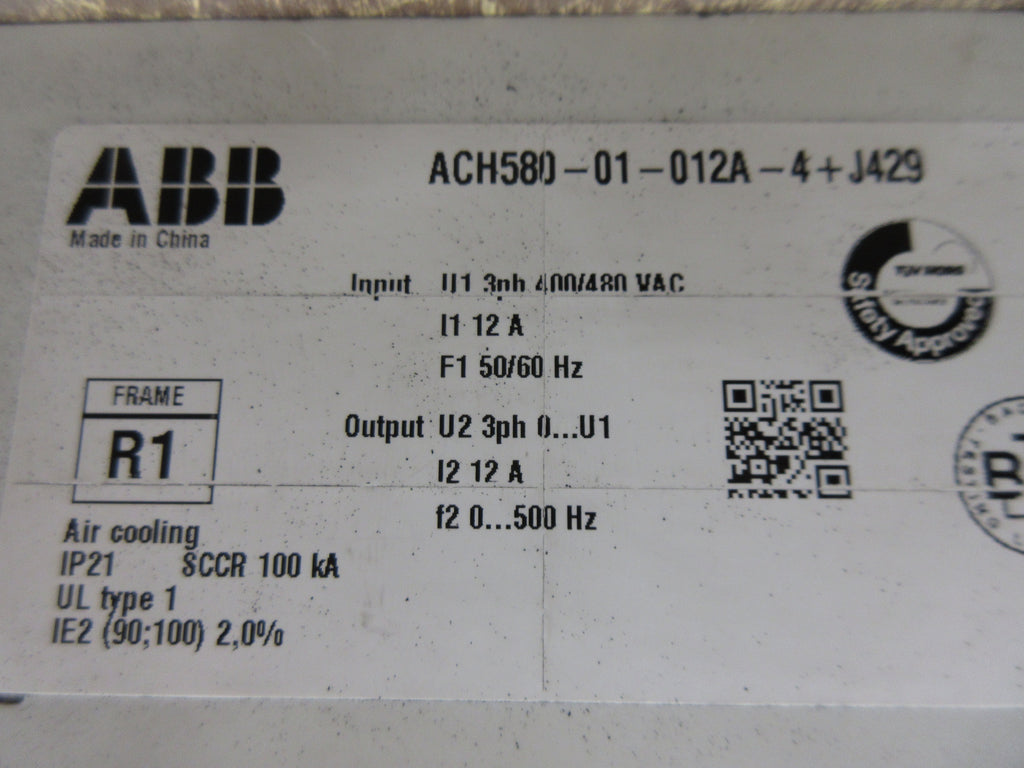 ABB
Made in China
ACH580-01-012A-4+J429
Input U1 3ph 400/480 VAC
I1 12 A
F1 50/60 Hz
Output U2 3ph 0...U1
I2 12 A
f2 0...500 Hz
FRAME
R1
Air cooling
IP21 SCCR 100 kA
UL type 1
IE2 (90;100) 2,0%
Safety Approved